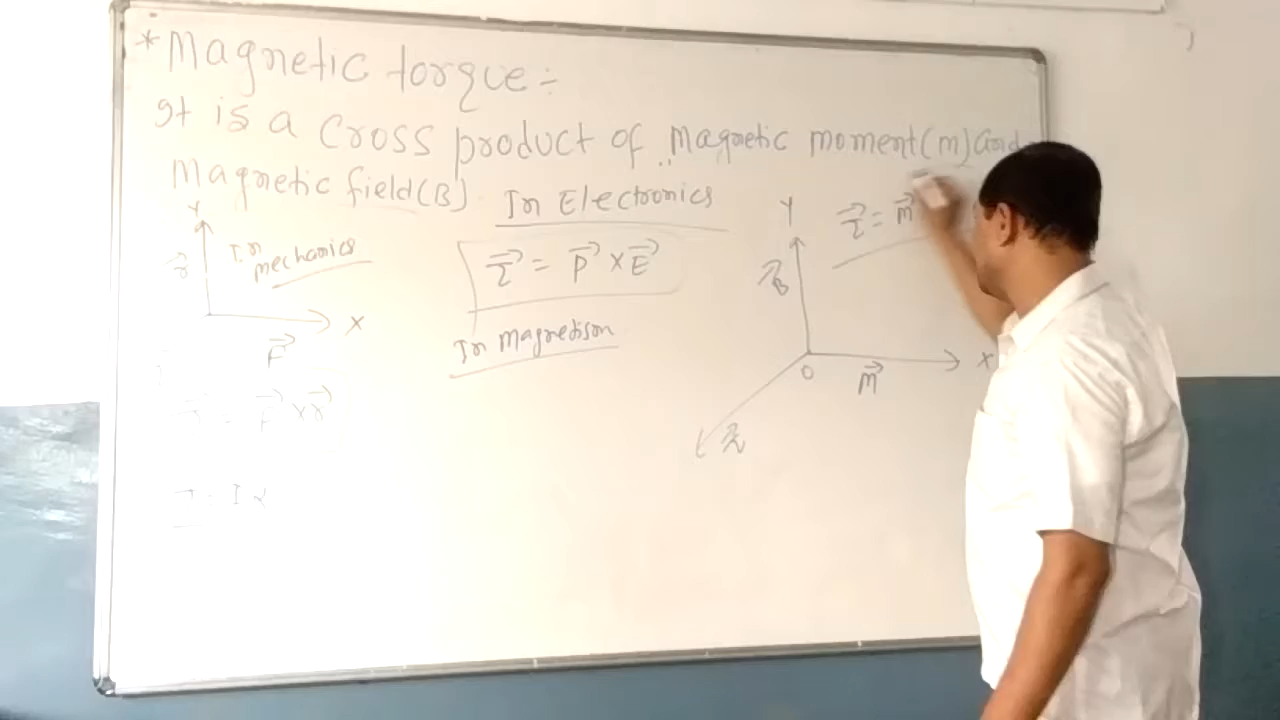 * Magnetic torque ÷
It is a cross product of magnetic moment (m) and
Magnetic field (B).
In Electronics
Y
In mechanics
r⃗
X
F⃗
F⃗ × r⃗
τ = I α
τ⃗ = P⃗ × E⃗
In Magnetism
Y
τ⃗ = m⃗
B⃗
X
O
M⃗